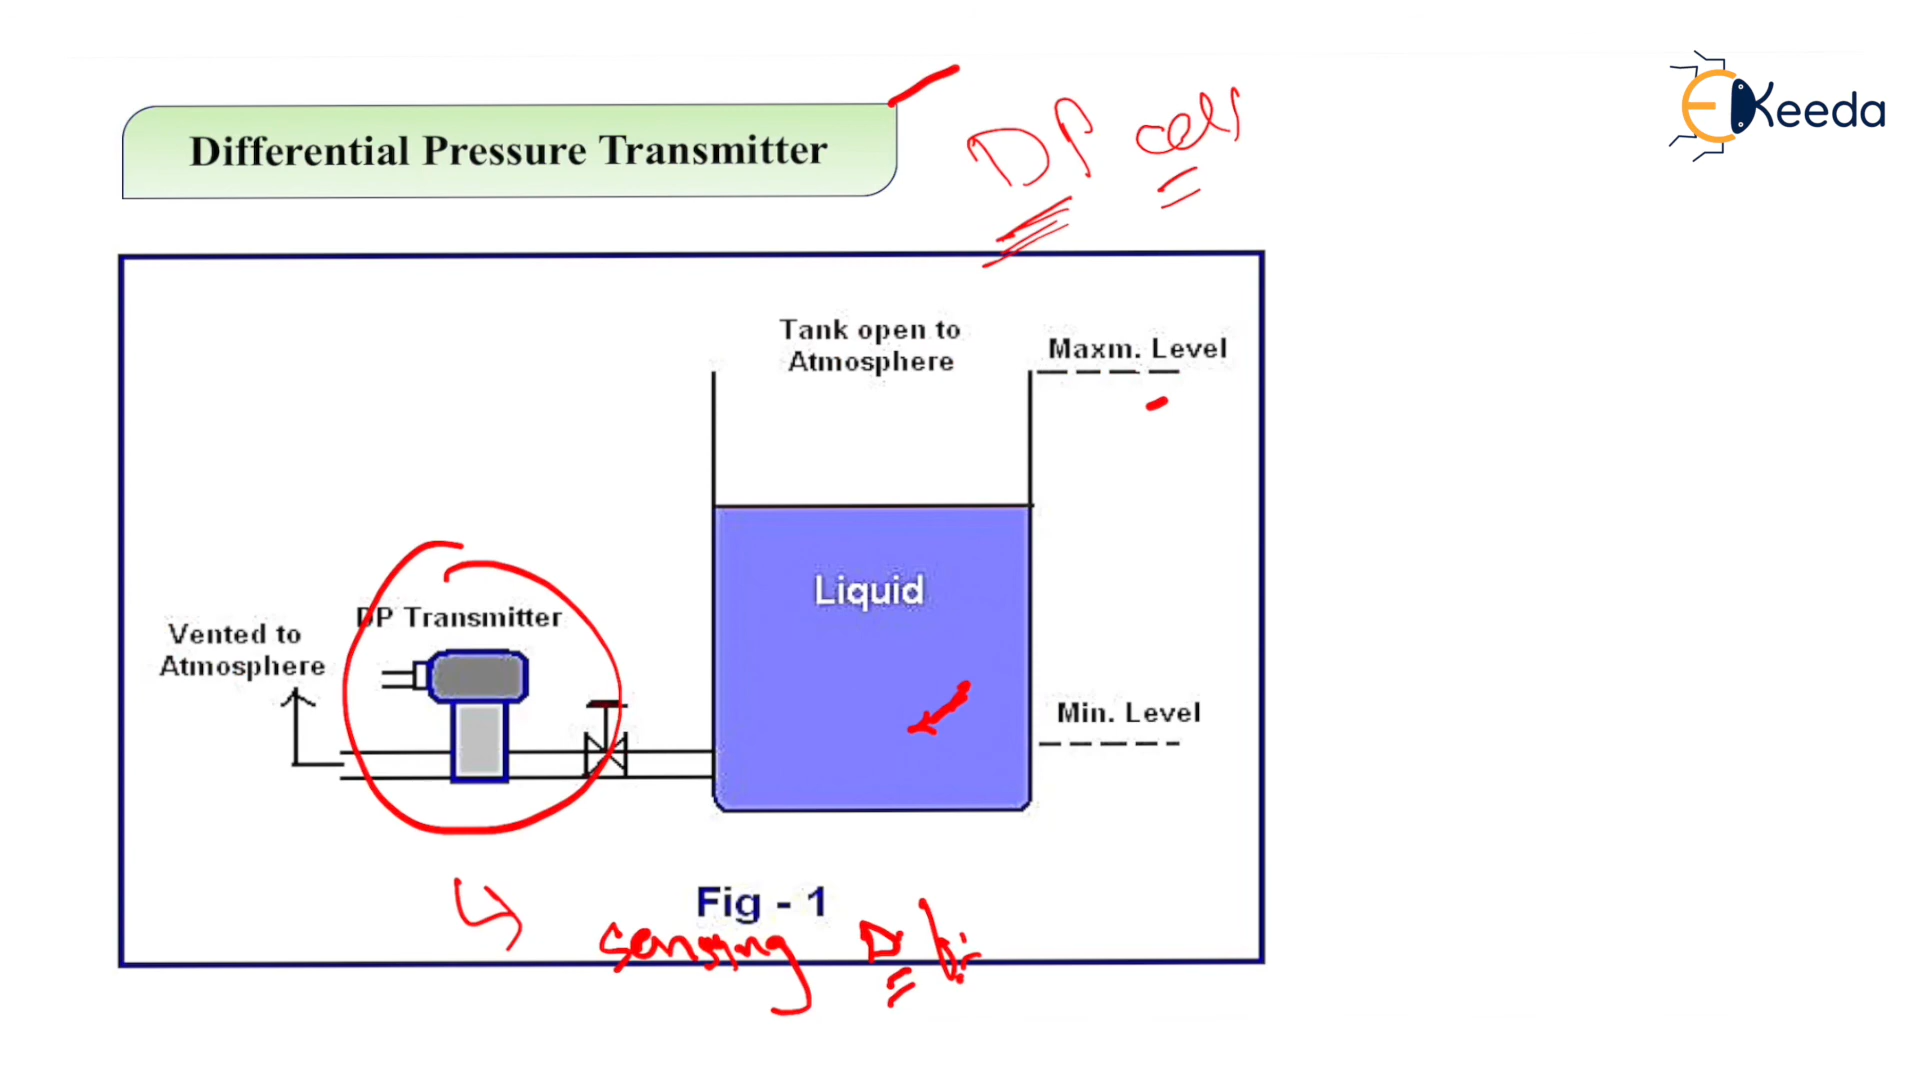 EKeeda
Differential Pressure Transmitter
DP cell
Tank open to
Atmosphere
Maxm. Level
Liquid
DP Transmitter
Vented to
Atmosphere
Min. Level
Fig - 1
sensing D